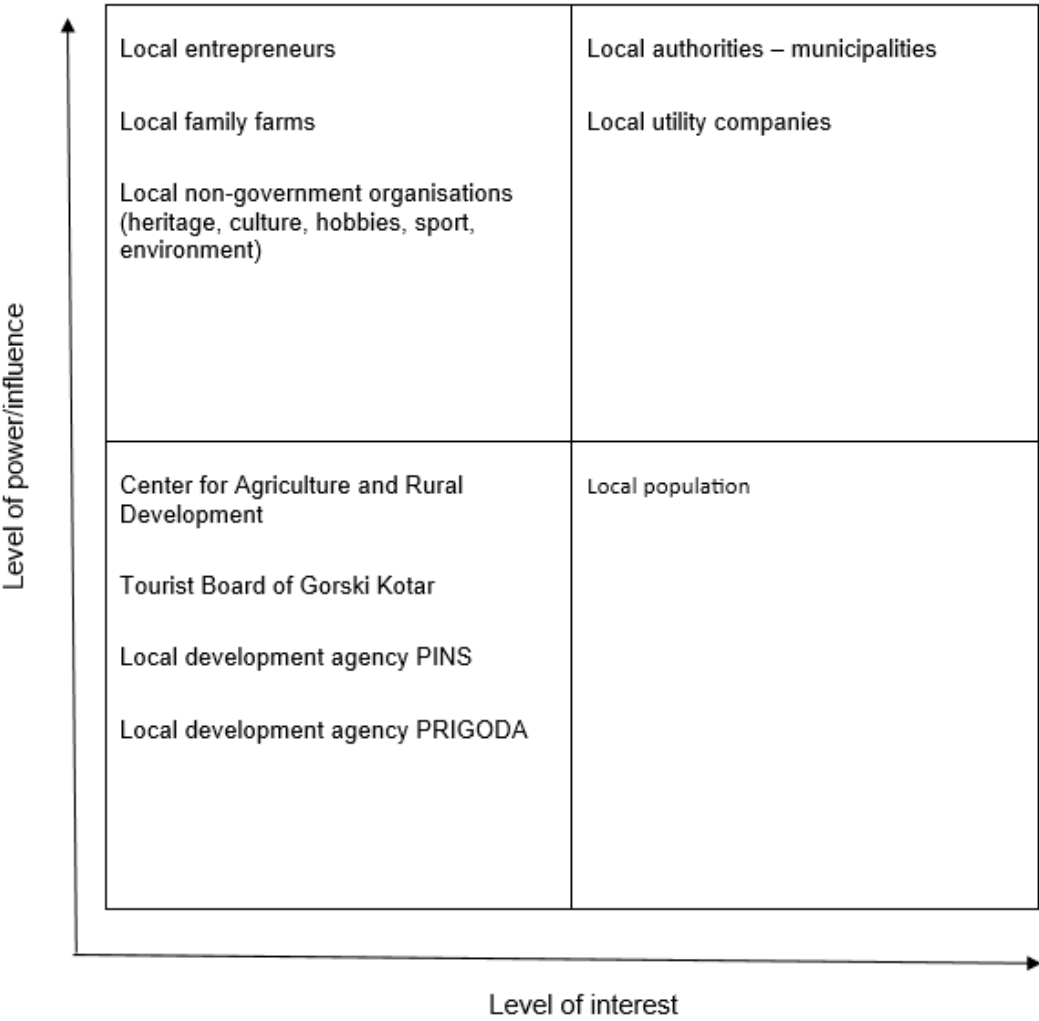 Level of power/influence
Local entrepreneurs
Local family farms
Local non-government organisations
(heritage, culture, hobbies, sport,
environment)
Local authorities – municipalities
Local utility companies
Center for Agriculture and Rural
Development
Tourist Board of Gorski Kotar
Local development agency PINS
Local development agency PRIGODA
Local population
Level of interest